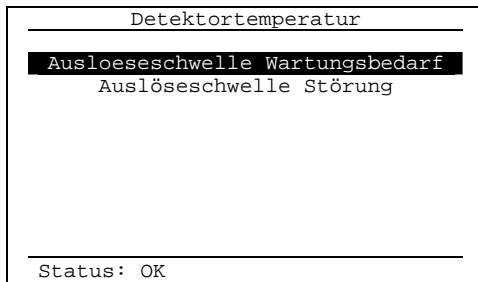 Detektortemperatur
Ausloeseschwelle Wartungsbedarf
Auslöseschwelle Störung
Status: OK